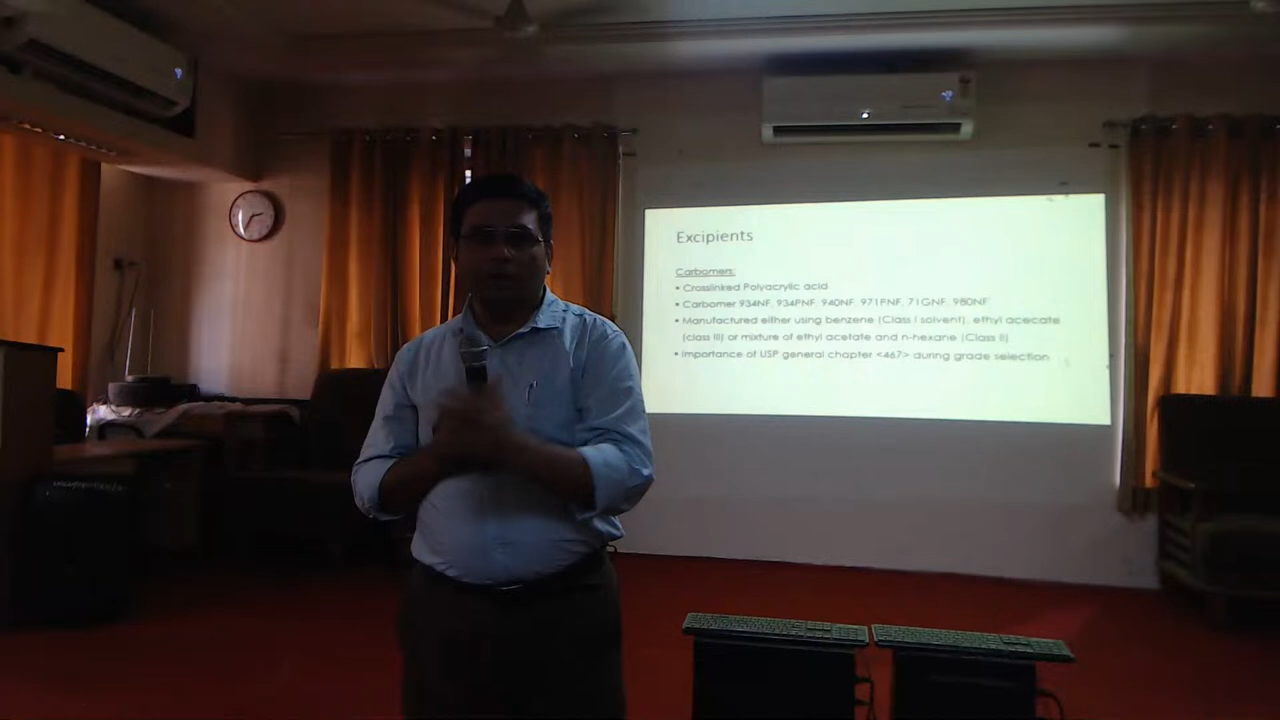 Excipients
Carbomers:
• Crosslinked Polyacrylic acid
• Carbomer 934NF, 934PNF, 940NF, 971PNF, 71GNF, 980NF
• Manufactured either using benzene (Class I solvent), ethyl acecate
(class III) or mixture of ethyl acetate and n-hexane (Class II)
• Importance of USP general chapter <467> during grade selection